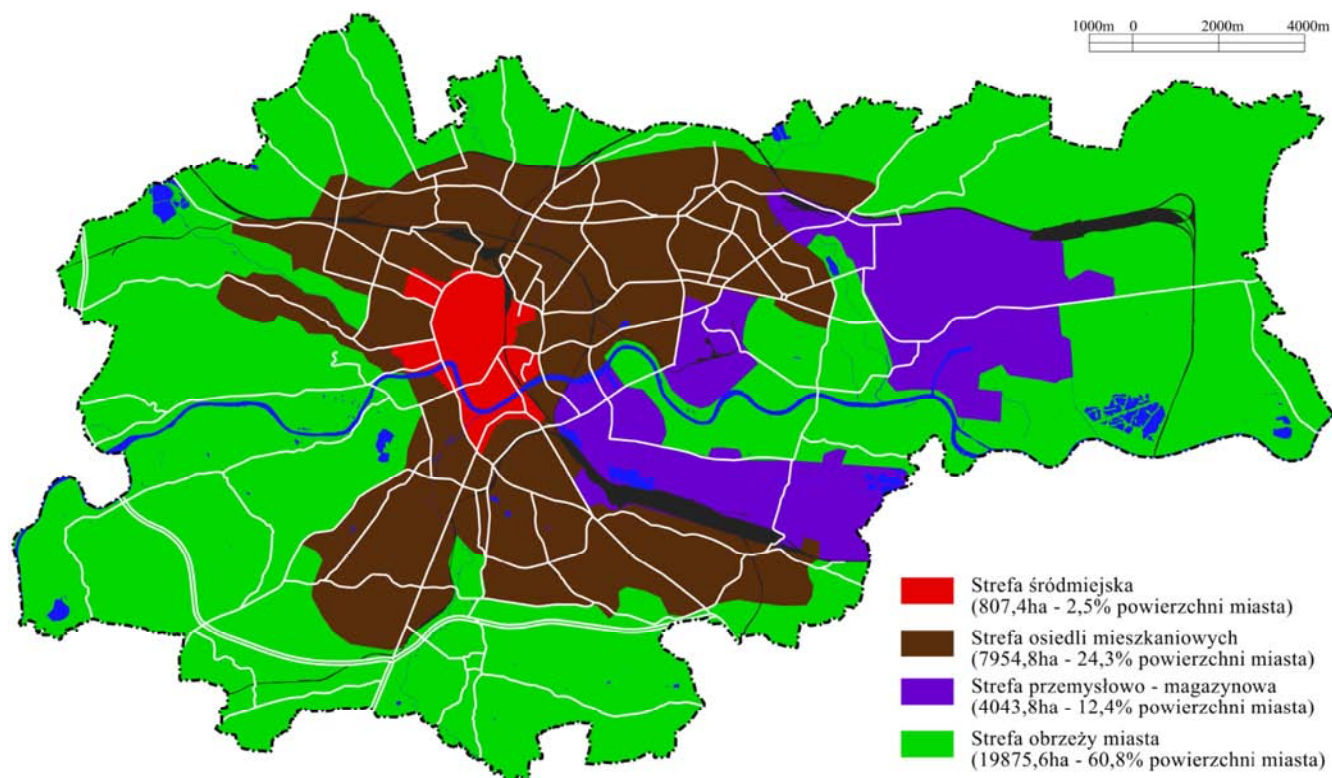 1000m 0 2000m 4000m
Strefa śródmiejska
(807,4ha - 2,5% powierzchni miasta)
Strefa osiedli mieszkaniowych
(7954,8ha - 24,3% powierzchni miasta)
Strefa przemysłowo - magazynowa
(4043,8ha - 12,4% powierzchni miasta)
Strefa obrzeży miasta
(19875,6ha - 60,8% powierzchni miasta)